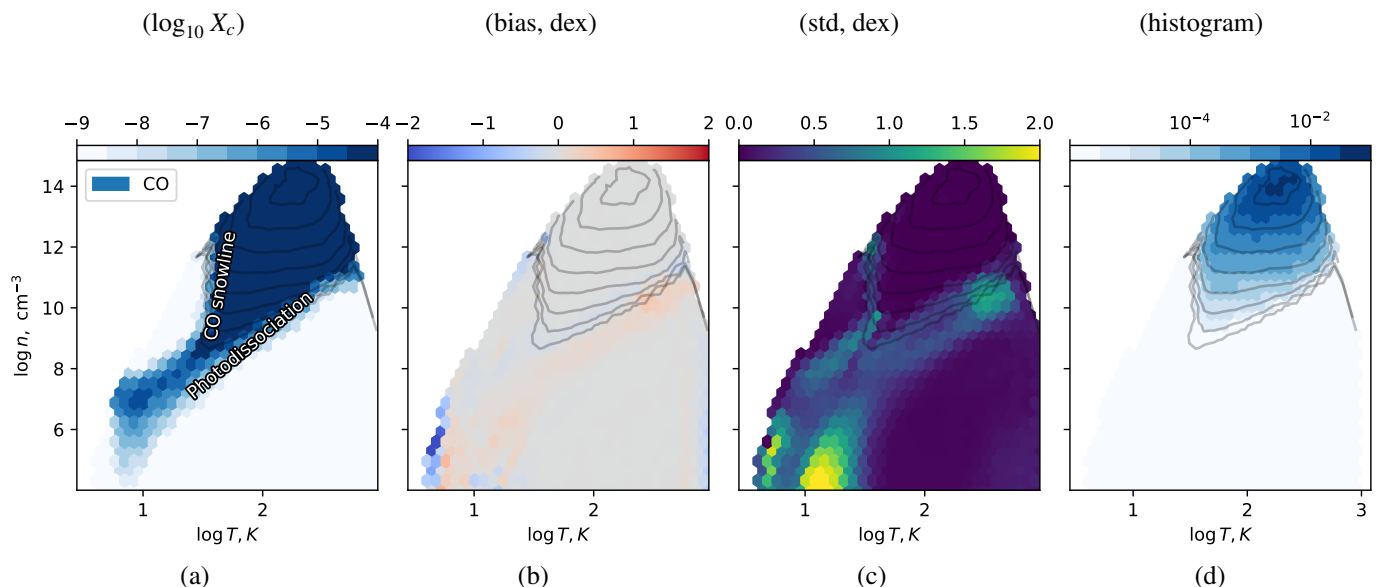 (log₁₀ X_c) (bias, dex) (std, dex) (histogram)
−9 −8 −7 −6 −5 −4 −2 −1 0 1 2 0.0 0.5 1.0 1.5 2.0 10⁻⁴ 10⁻²
CO
14
12
10
8
6
log n, cm⁻³
CO snowline
Photodissociation
1 2 1 2 1 2 1 2 3
log T, K log T, K log T, K log T, K
(a) (b) (c) (d)